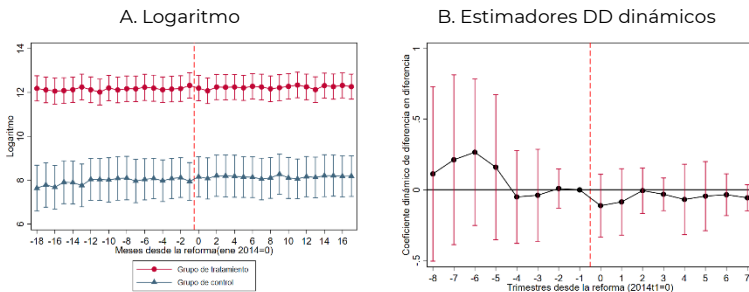 A. Logaritmo
14
12
10
8
6
Logaritmo
-18 -16 -14 -12 -10 -8 -6 -4 -2 0 2 4 6 8 10 12 14 16
Meses desde la reforma(ene 2014=0)
Grupo de tratamiento
Grupo de control
B. Estimadores DD dinámicos
1
.5
0
-.5
Coeficiente dinámico de diferencia en diferencia
-8 -7 -6 -5 -4 -3 -2 -1 0 1 2 3 4 5 6 7
Trimestres desde la reforma (2014t1=0)